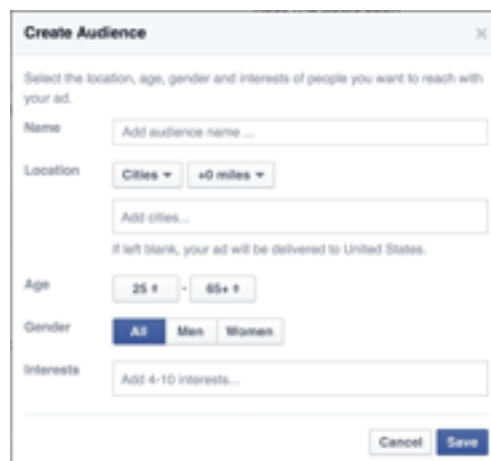 Create Audience
Select the location, age, gender and interests of people you want to reach with
your ad.
Name
Add audience name ...
Location
Cities
+0 miles
Add cities...
If left blank, your ad will be delivered to United States.
Age
25 - 65+
Gender
All Men Women
Interests
Add 4-10 interests...
Cancel Save